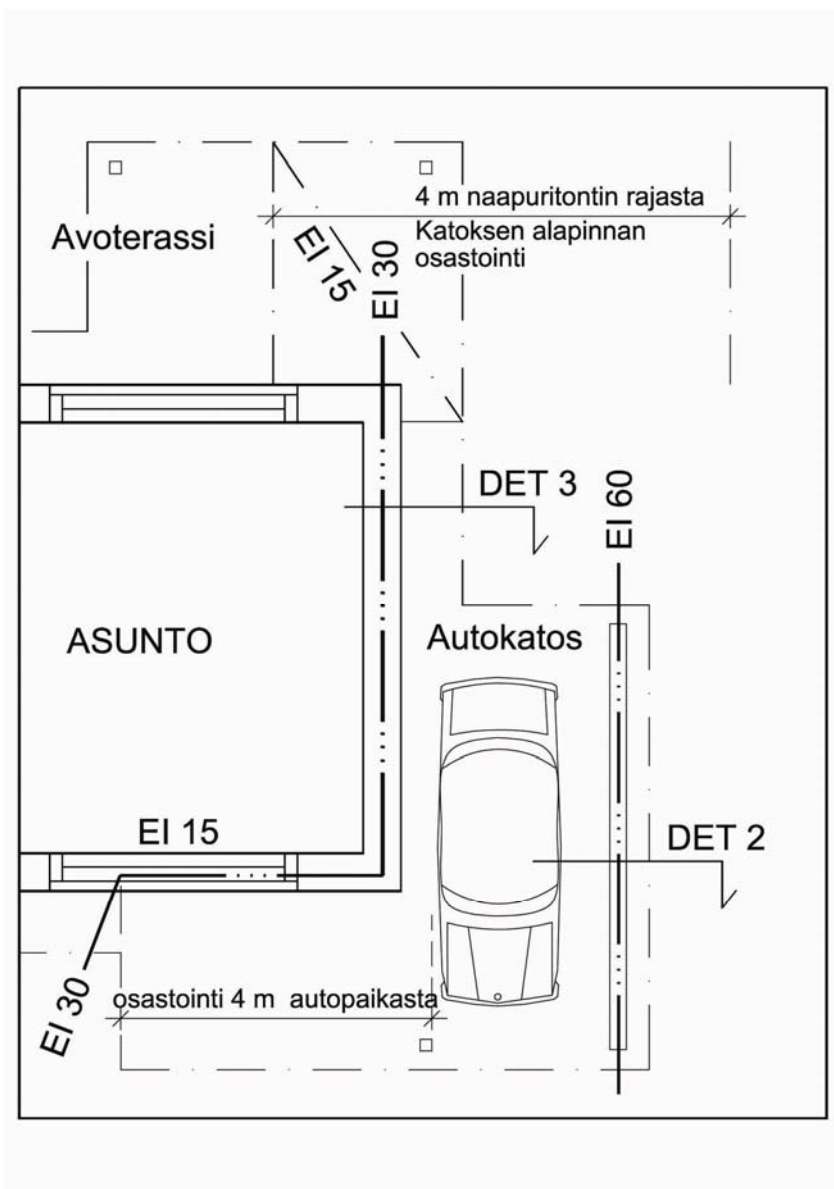 4 m naapuritontin rajasta
Katoksen alapinnan
osastointi
Avoterassi
EI 15
EI 30
DET 3
EI 60
ASUNTO
Autokatos
EI 15
DET 2
EI 30
osastointi 4 m autopaikasta